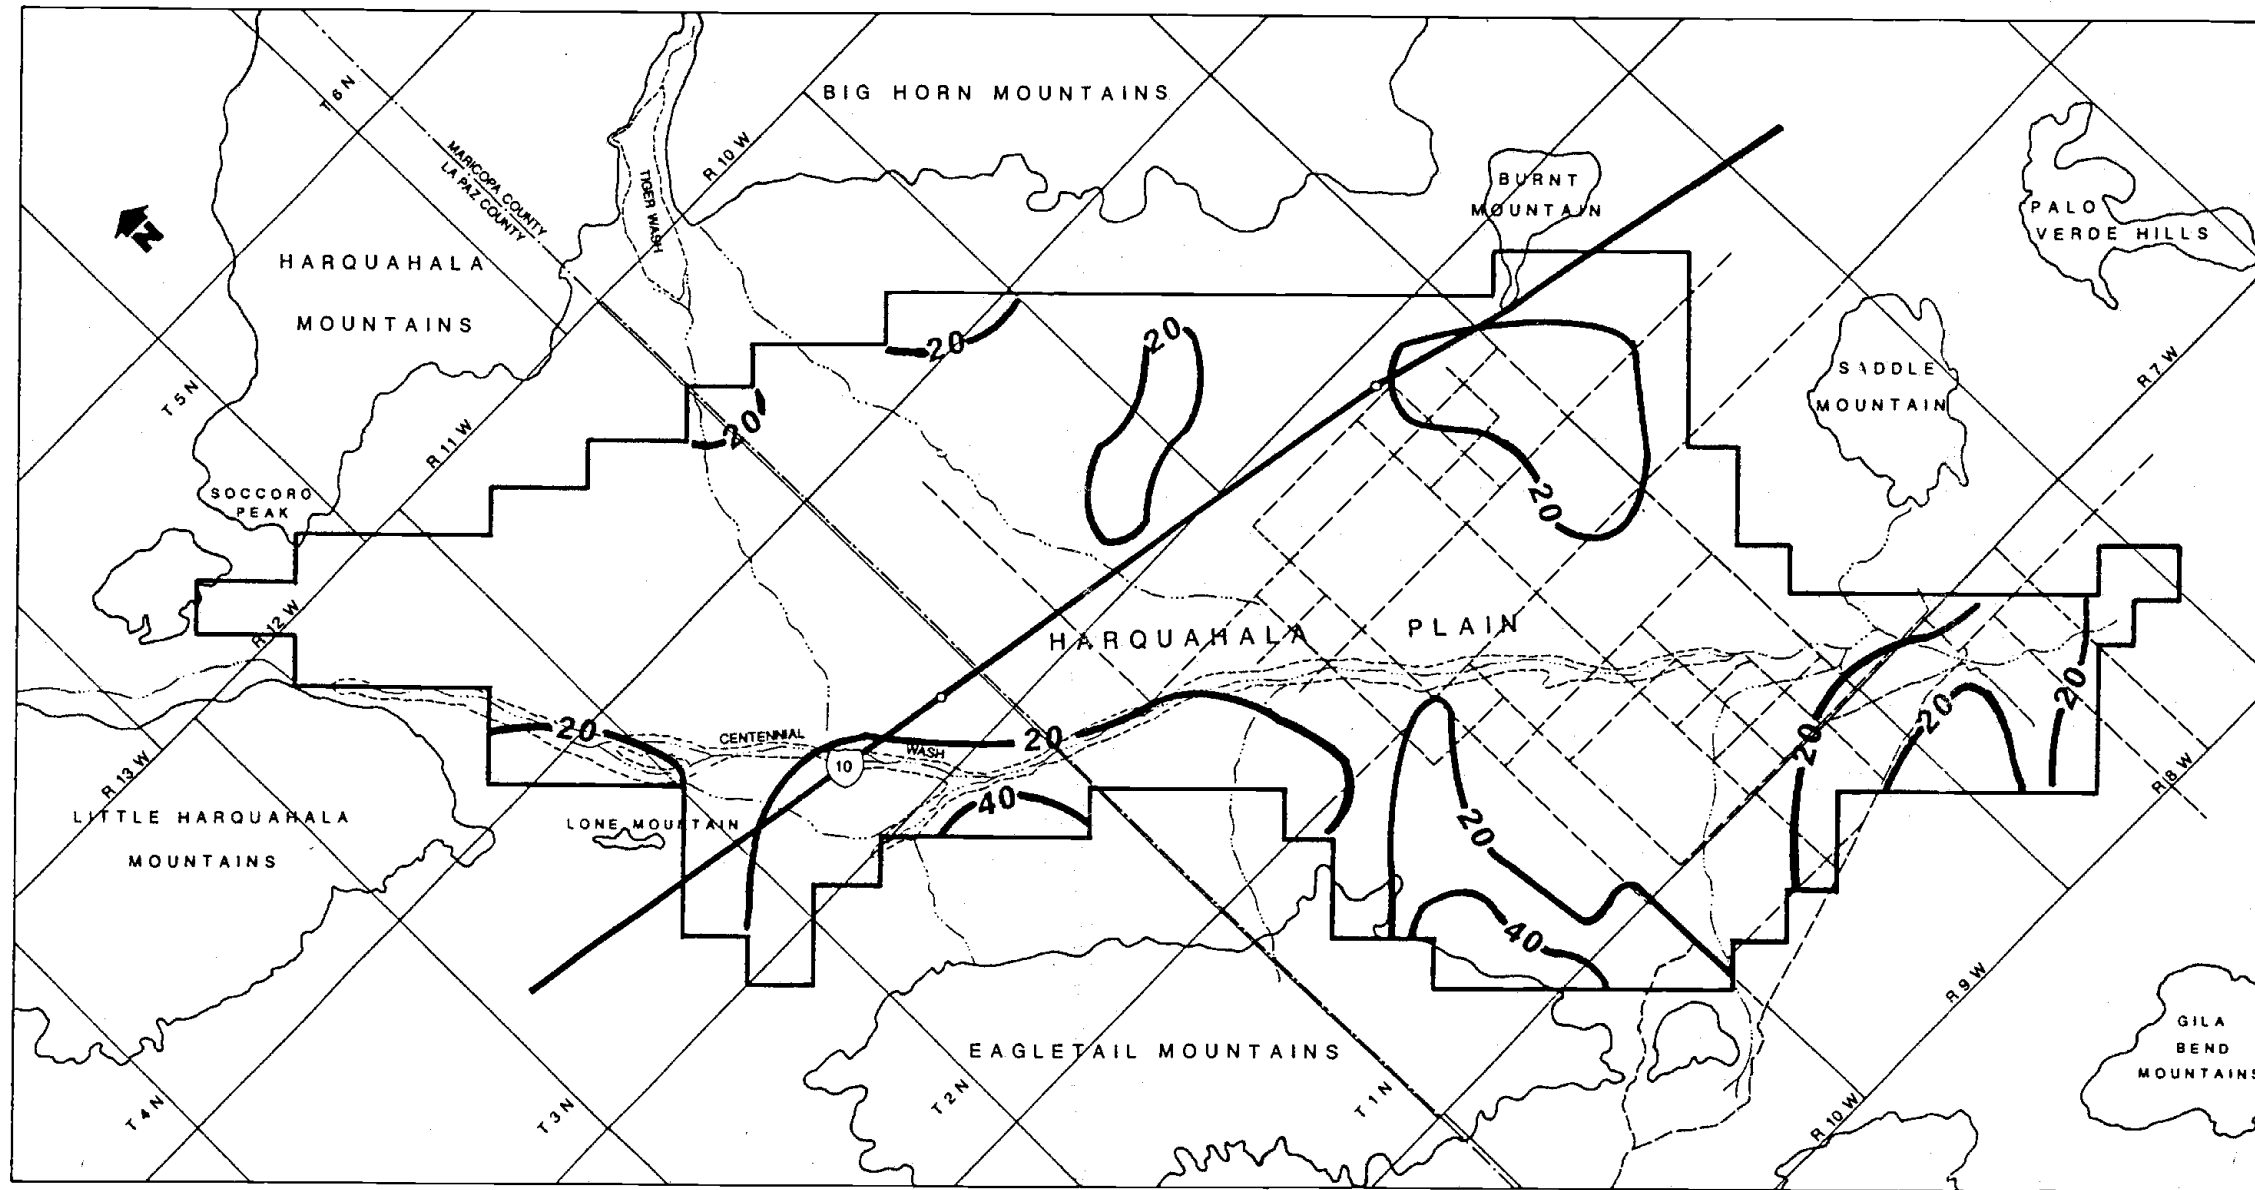 BIG HORN MOUNTAINS
T 6 N
MARICOPA COUNTY
LA PAZ COUNTY
R 10 W
TIGER WASH
BURNT
MOUNTAIN
PALO
VERDE HILLS
N
HARQUAHALA
MOUNTAINS
20
20
20
SADDLE
MOUNTAIN
R 7 W
T 5 N
R 11 W
20
SOCCORO
PEAK
20
R 12 W
HARQUAHALA PLAIN
20
CENTENNIAL
WASH
20
20
20
20
R 13 W
10
R 8 W
LITTLE HARQUAHALA
MOUNTAINS
LONE MOUNTAIN
40
20
40
R 9 W
EAGLETAIL MOUNTAINS
GILA
BEND
MOUNTAINS
T 4 N
T 3 N
T 2 N
T 1 N
R 10 W